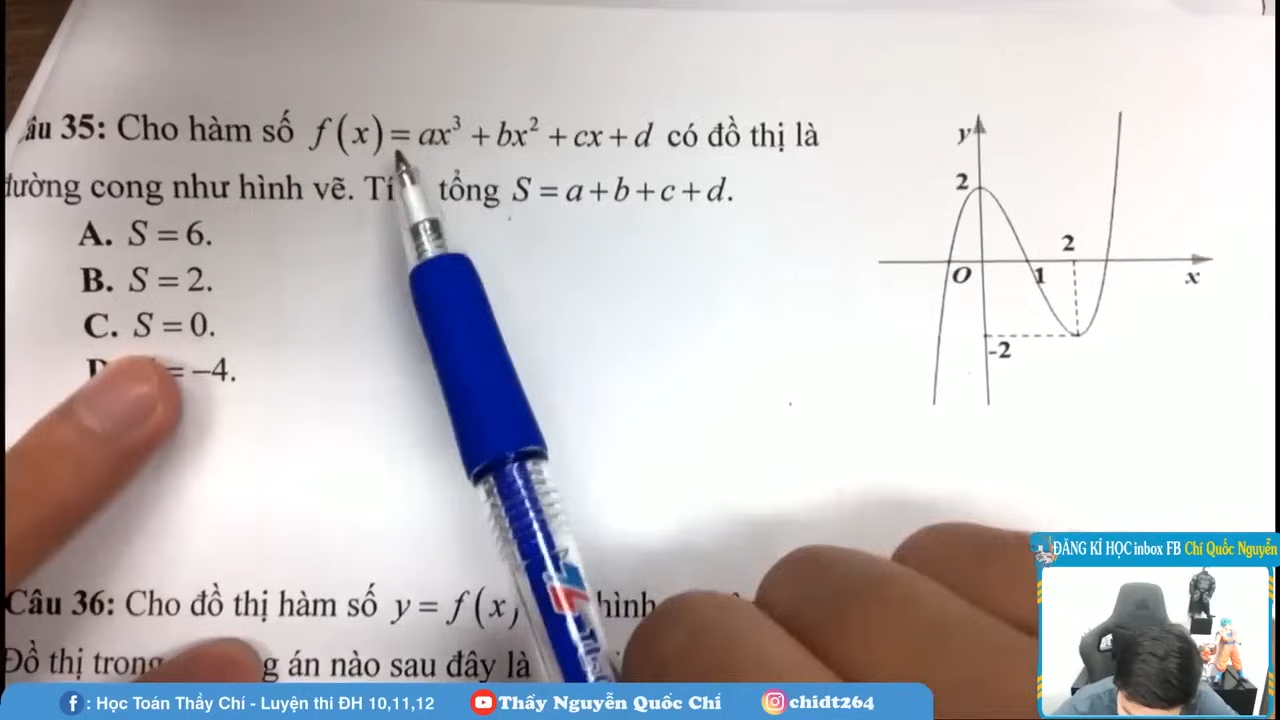 âu 35: Cho hàm số f(x) = ax³ + bx² + cx + d có đồ thị là
đường cong như hình vẽ. Tí tổng S = a + b + c + d.
A. S = 6.
B. S = 2.
C. S = 0.
= −4.
y
2
2
O
1
x
-2
Câu 36: Cho đồ thị hàm số y = f(x) hình
Đồ thị trong g án nào sau đây là
ĐĂNG KÍ HỌC inbox FB Chí Quốc Nguyễn
: Học Toán Thầy Chí - Luyện thi ĐH 10,11,12
Thầy Nguyễn Quốc Chí
chidt264